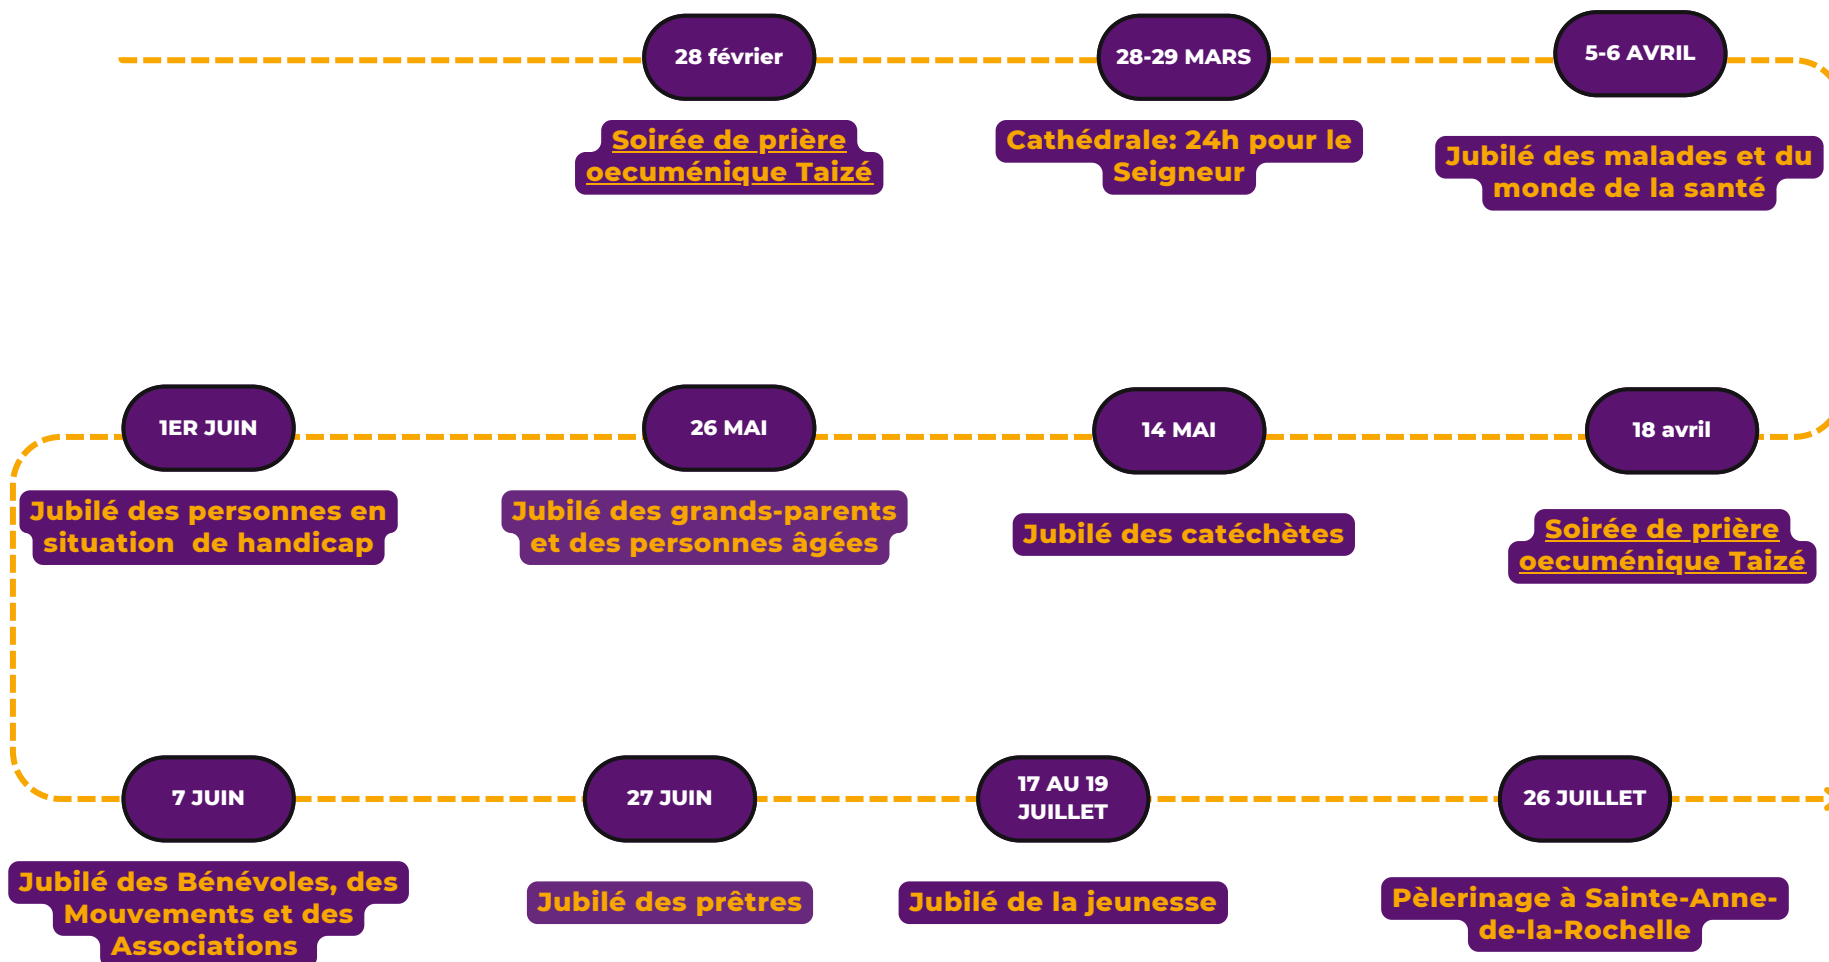 28 février
Soirée de prière
oecuménique Taizé
28-29 MARS
Cathédrale: 24h pour le
Seigneur
5-6 AVRIL
Jubilé des malades et du
monde de la santé
18 avril
Soirée de prière
oecuménique Taizé
14 MAI
Jubilé des catéchètes
26 MAI
Jubilé des grands-parents
et des personnes âgées
1ER JUIN
Jubilé des personnes en
situation  de handicap
7 JUIN
Jubilé des Bénévoles, des
Mouvements et des
Associations
27 JUIN
Jubilé des prêtres
17 AU 19
JUILLET
Jubilé de la jeunesse
26 JUILLET
Pèlerinage à Sainte-Anne-
de-la-Rochelle